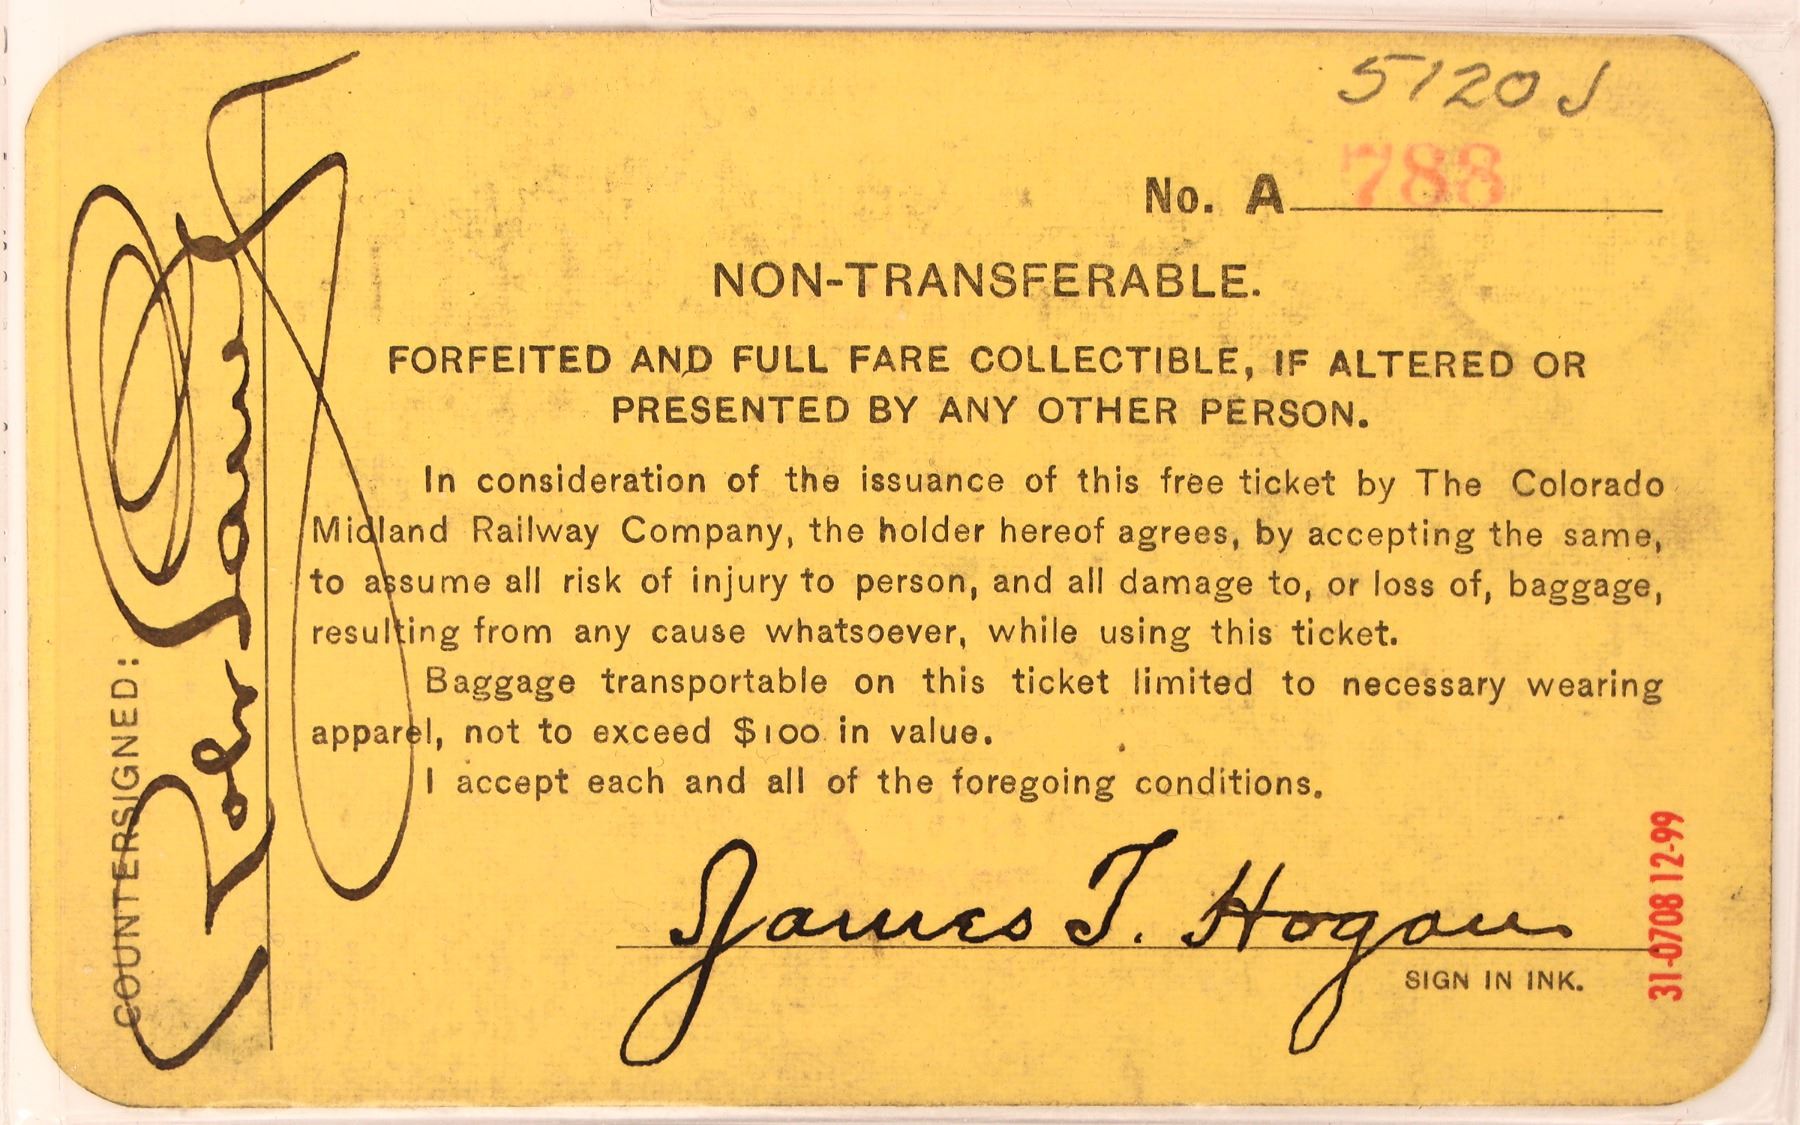 5120 J
No. A 788
NON-TRANSFERABLE.
FORFEITED AND FULL FARE COLLECTIBLE, IF ALTERED OR
PRESENTED BY ANY OTHER PERSON.
In consideration of the issuance of this free ticket by The Colorado
Midland Railway Company, the holder hereof agrees, by accepting the same,
to assume all risk of injury to person, and all damage to, or loss of, baggage,
resulting from any cause whatsoever, while using this ticket.
Baggage transportable on this ticket limited to necessary wearing
apparel, not to exceed $100 in value.
I accept each and all of the foregoing conditions.
James T. Hogan
SIGN IN INK.
COUNTERSIGNED:
31-0708 12-99